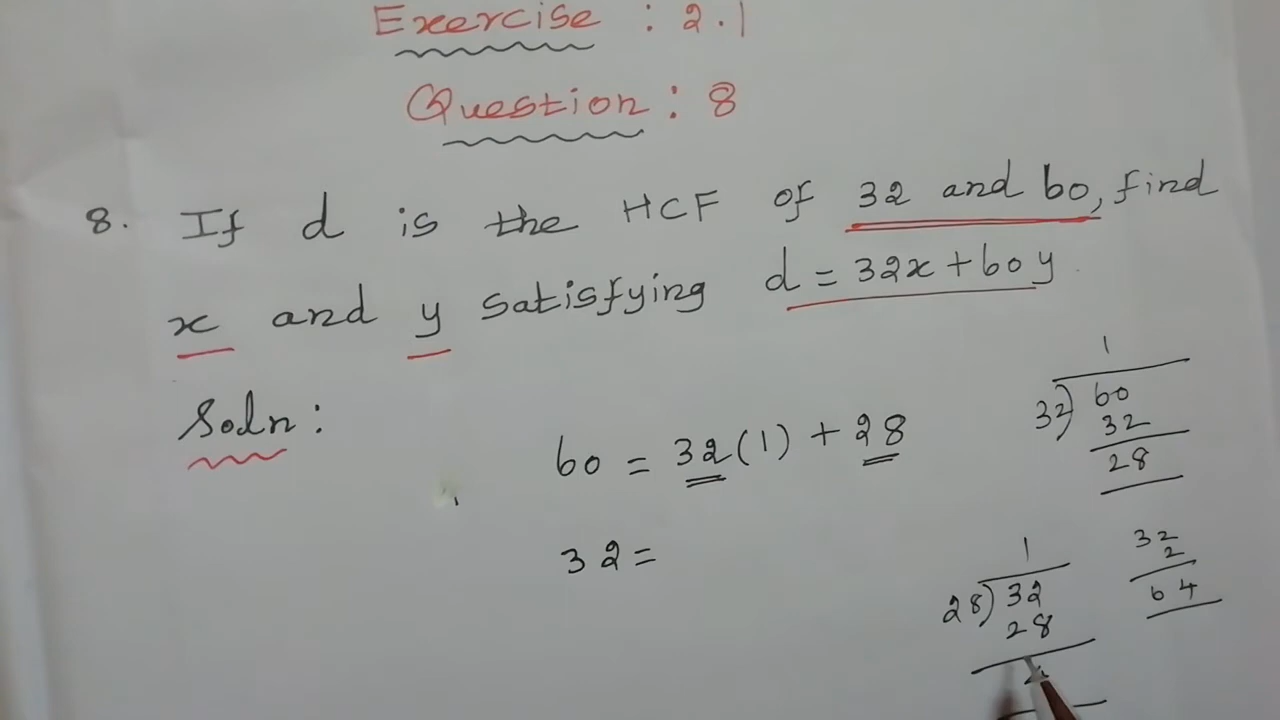 Exercise : 2.1
Question : 8
8. If d is the HCF of 32 and 60, find
x and y satisfying d = 32x + 60y
Soln :
60 = 32(1) + 28
32 =
1
32) 60
32
28
1
28) 32
28
4
32
2
64